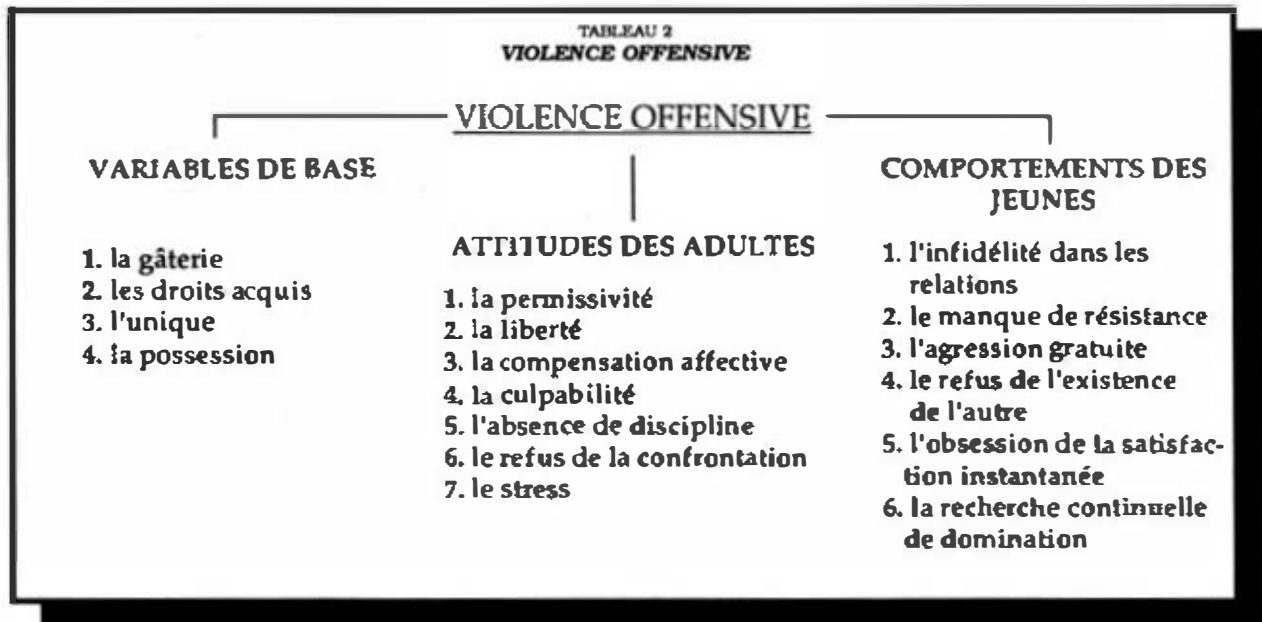 TABLEAU 2
VIOLENCE OFFENSIVE
VIOLENCE OFFENSIVE
VARIABLES DE BASE
1. la gâterie
2. les droits acquis
3. l'unique
4. la possession
ATTITUDES DES ADULTES
1. la permissivité
2. la liberté
3. la compensation affective
4. la culpabilité
5. l'absence de discipline
6. le refus de la confrontation
7. le stress
COMPORTEMENTS DES
JEUNES
1. l'infidélité dans les
relations
2. le manque de résistance
3. l'agression gratuite
4. le refus de l'existence
de l'autre
5. l'obsession de la satisfac-
tion instantanée
6. la recherche continuelle
de domination